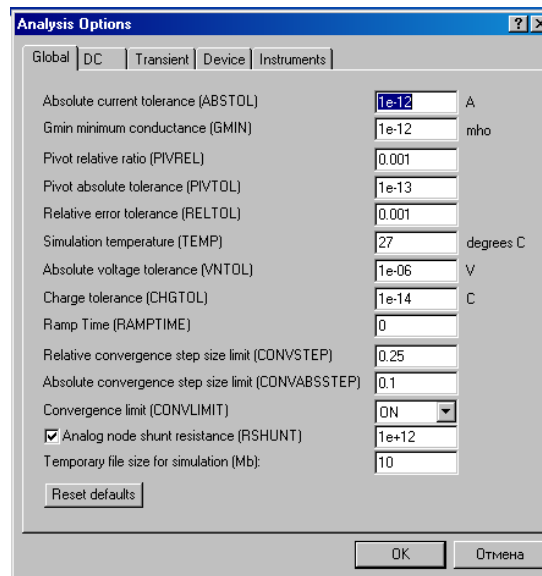 Analysis Options
Global DC Transient Device Instruments
Absolute current tolerance (ABSTOL) 1e-12 A
Gmin minimum conductance (GMIN) 1e-12 mho
Pivot relative ratio (PIVREL) 0.001
Pivot absolute tolerance (PIVTOL) 1e-13
Relative error tolerance (RELTOL) 0.001
Simulation temperature (TEMP) 27 degrees C
Absolute voltage tolerance (VNTOL) 1e-06 V
Charge tolerance (CHGTOL) 1e-14 C
Ramp Time (RAMPTIME) 0
Relative convergence step size limit (CONVSTEP) 0.25
Absolute convergence step size limit (CONVABSSTEP) 0.1
Convergence limit (CONVLIMIT) ON
Analog node shunt resistance (RSHUNT) 1e+12
Temporary file size for simulation (Mb): 10
Reset defaults
OK Отмена